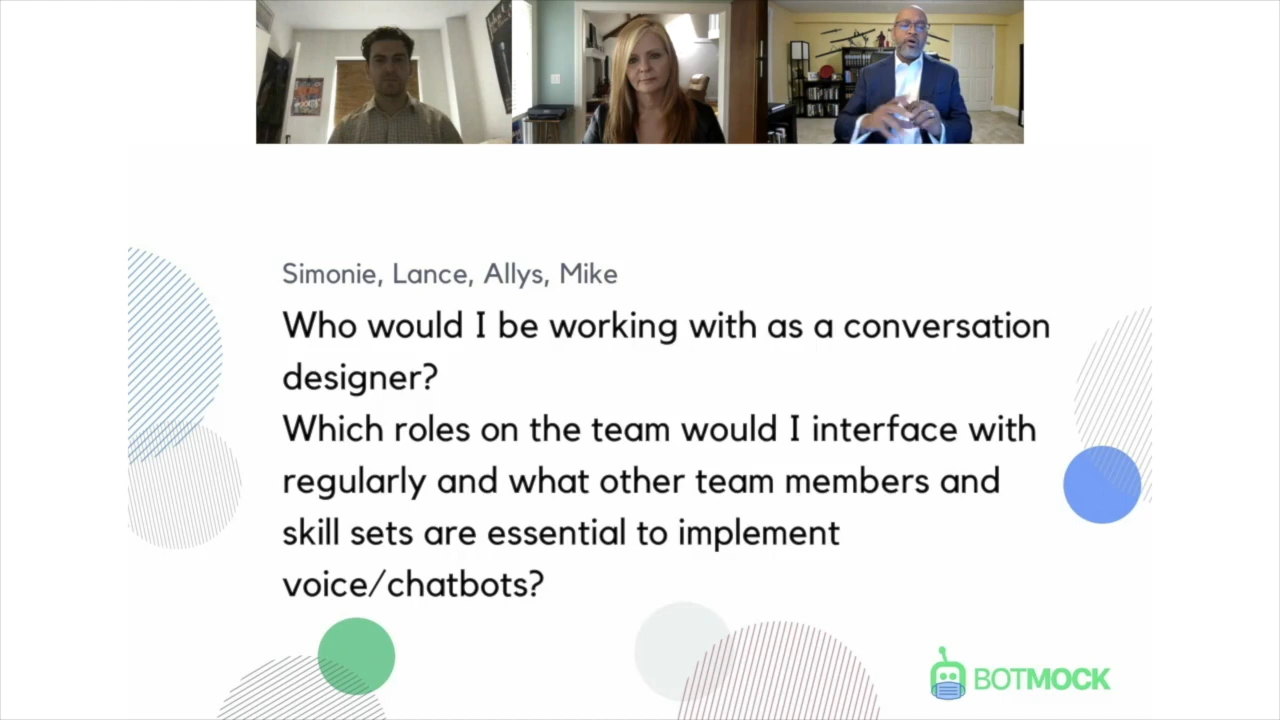 Simonie, Lance, Allys, Mike
Who would I be working with as a conversation
designer?
Which roles on the team would I interface with
regularly and what other team members and
skill sets are essential to implement
voice/chatbots?
BOTMOCK